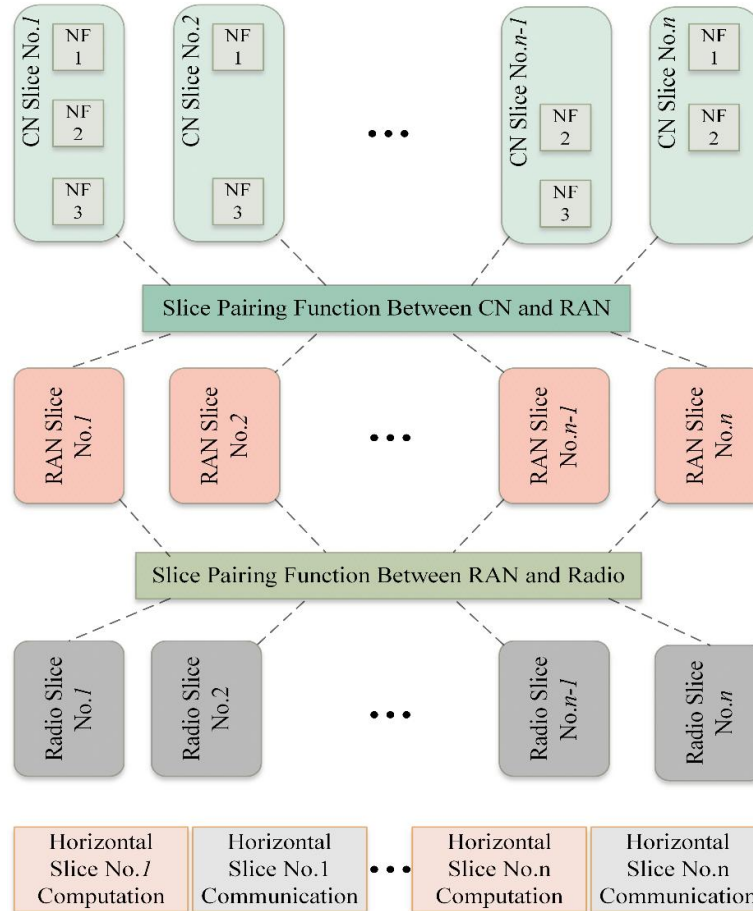 CN Slice No.1
NF
1
NF
2
NF
3
CN Slice No.2
NF
1
NF
3
•••
CN Slice No.n-1
NF
2
NF
3
CN Slice No.n
NF
1
NF
2
Slice Pairing Function Between CN and RAN
RAN Slice
No.1
RAN Slice
No.2
•••
RAN Slice
No.n-1
RAN Slice
No.n
Slice Pairing Function Between RAN and Radio
Radio Slice
No.1
Radio Slice
No.2
•••
Radio Slice
No.n-1
Radio Slice
No.n
Horizontal
Slice No.1
Computation
Horizontal
Slice No.1
Communication
•••
Horizontal
Slice No.n
Computation
Horizontal
Slice No.n
Communication